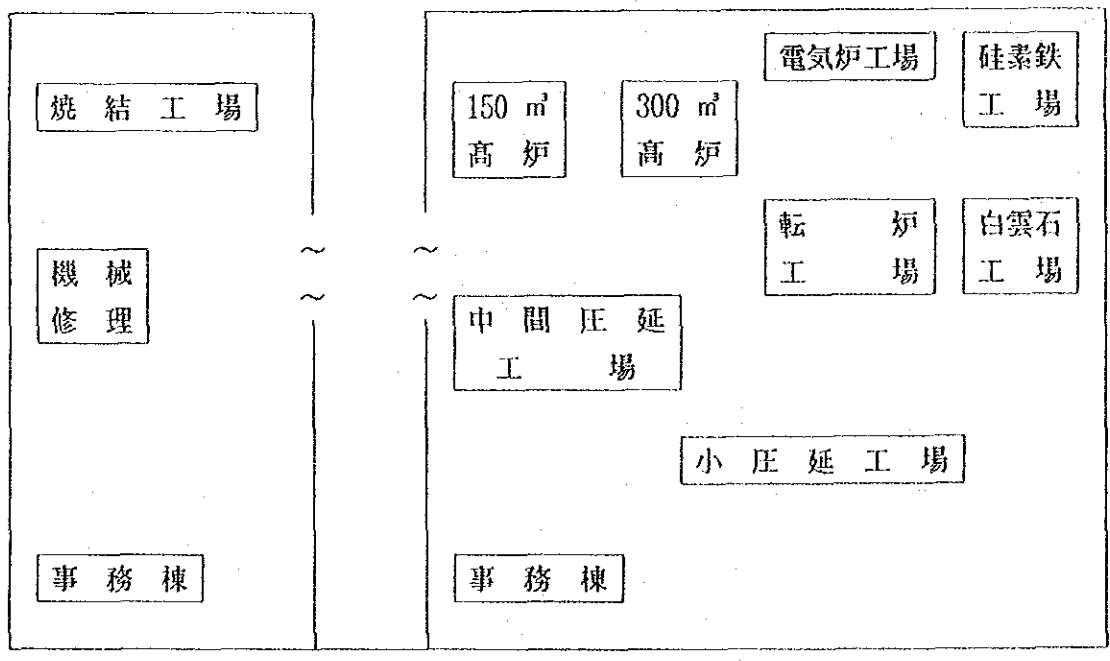 焼結工場
機械
修理
事務棟
150 ㎥
高炉
300 ㎥
高炉
電気炉工場
硅素鉄
工場
転炉
工場
白雲石
工場
～ ～
～ ～
中間圧延
工場
小圧延工場
事務棟